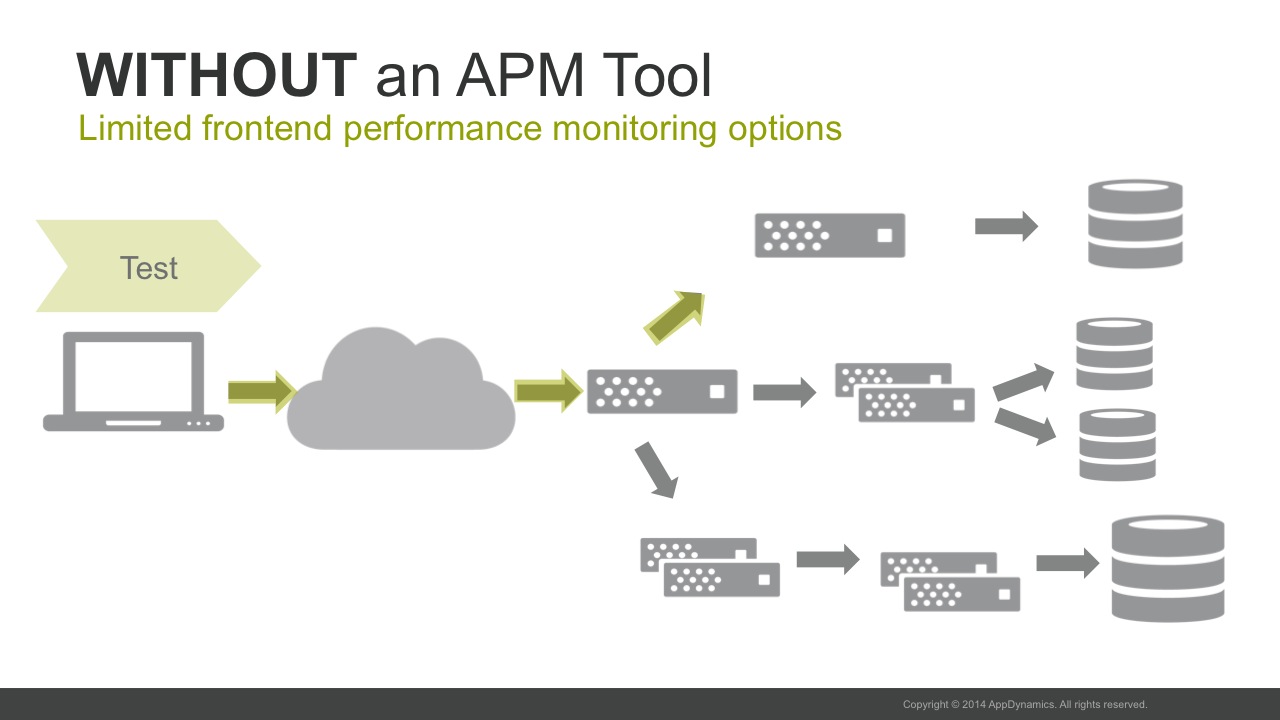 WITHOUT an APM Tool
Limited frontend performance monitoring options
Test
Copyright © 2014 AppDynamics. All rights reserved.